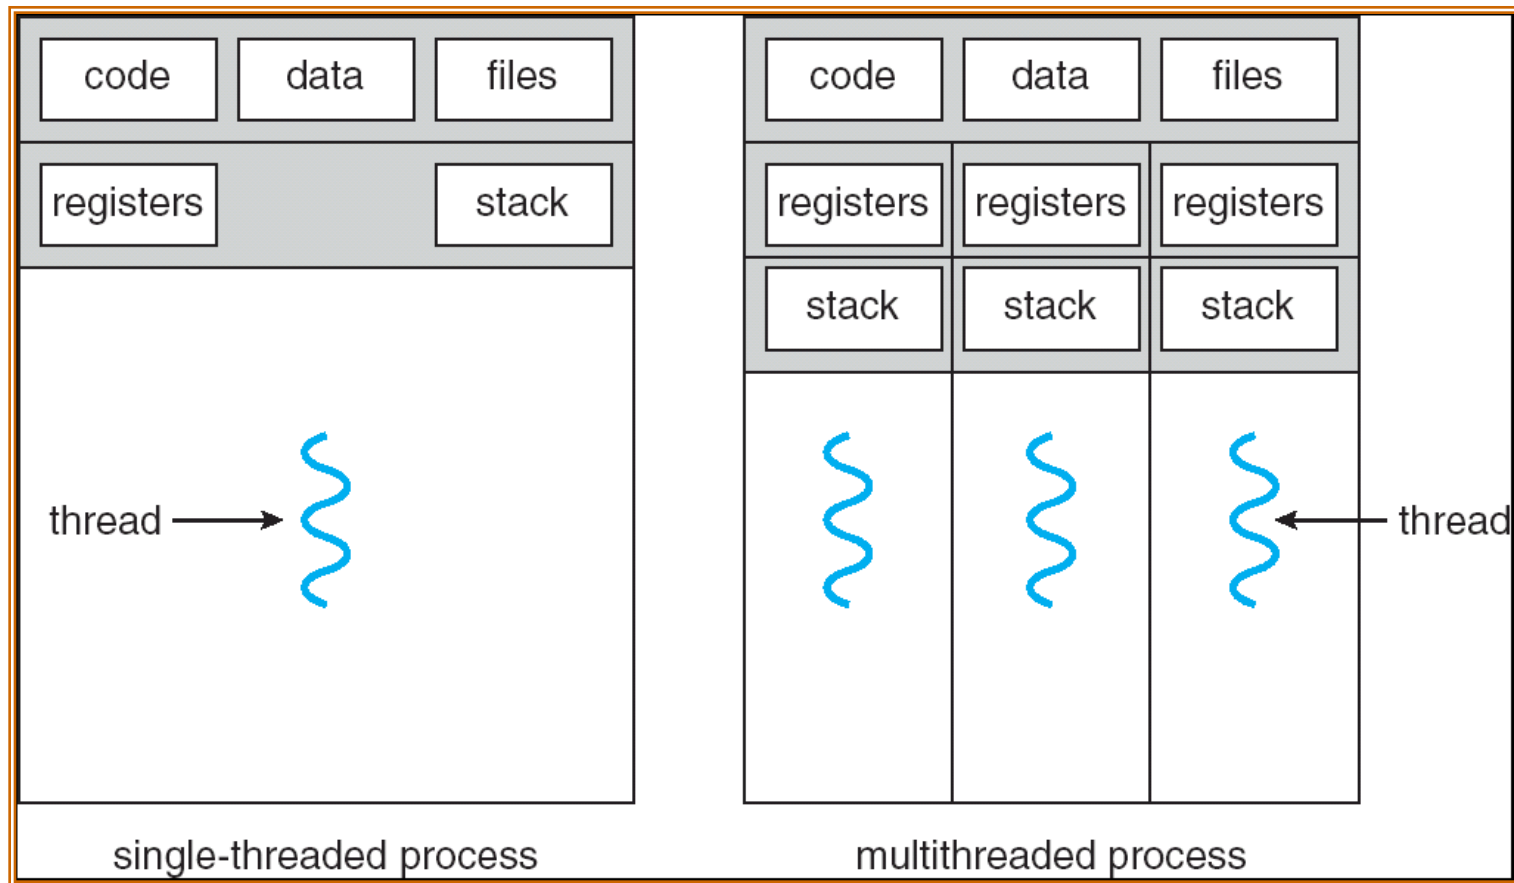 code data files
registers stack
thread
single-threaded process
code data files
registers registers registers
stack stack stack
thread
multithreaded process